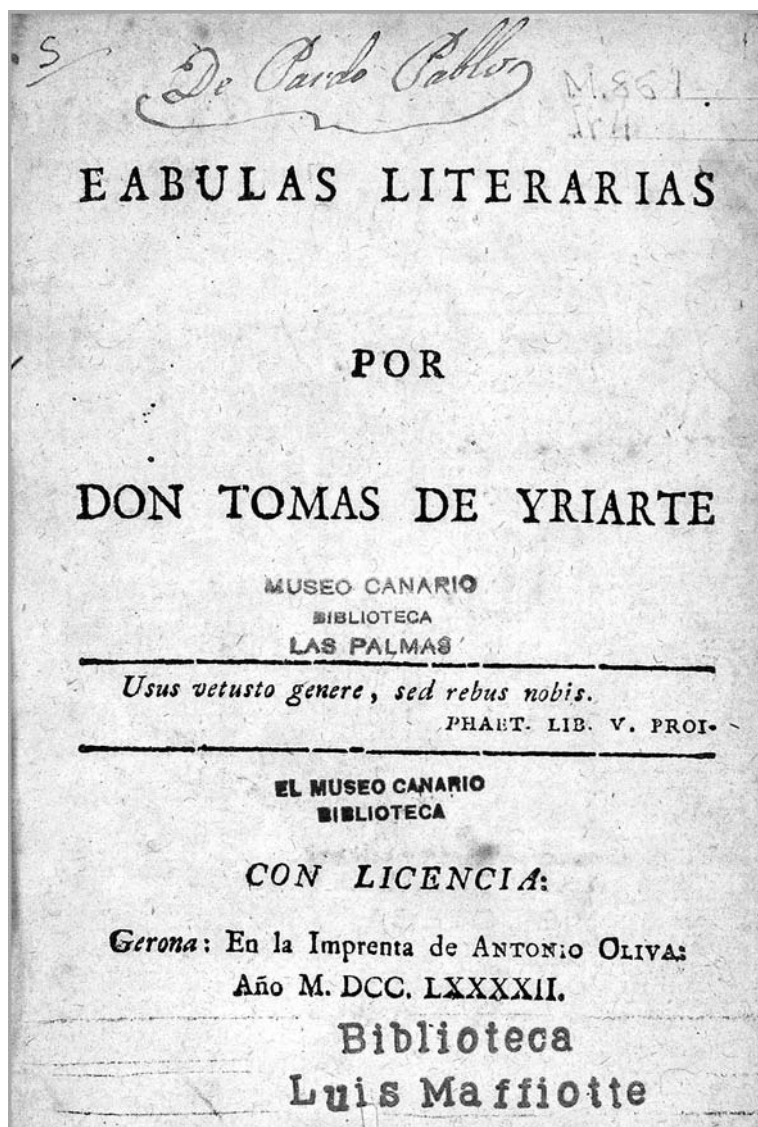 5
De Pardo Pablo
EABULAS LITERARIAS
POR
DON TOMAS DE YRIARTE
MUSEO CANARIO
BIBLIOTECA
LAS PALMAS
Usus vetusto genere, sed rebus nobis.
PHAET. LIB. V. PROI.
EL MUSEO CANARIO
BIBLIOTECA
CON LICENCIA:
Gerona: En la Imprenta de ANTONIO OLIVA:
Año M. DCC. LXXXXII.
Biblioteca
Luis Maffiotte